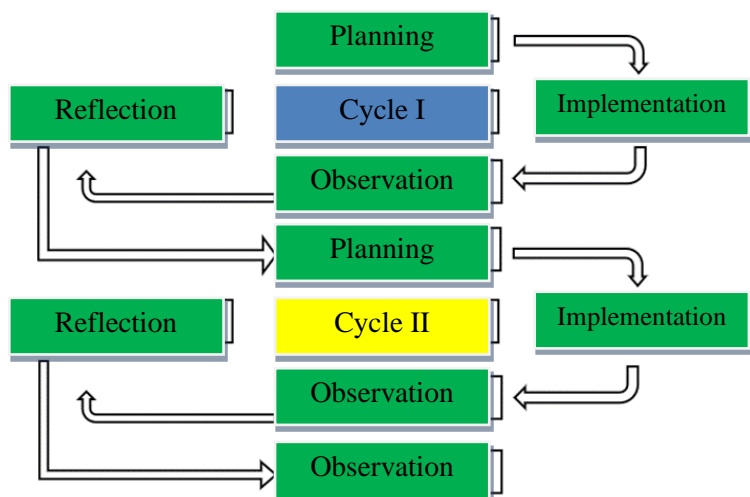 Planning
Reflection
Cycle I
Implementation
Observation
Planning
Reflection
Cycle II
Implementation
Observation
Observation